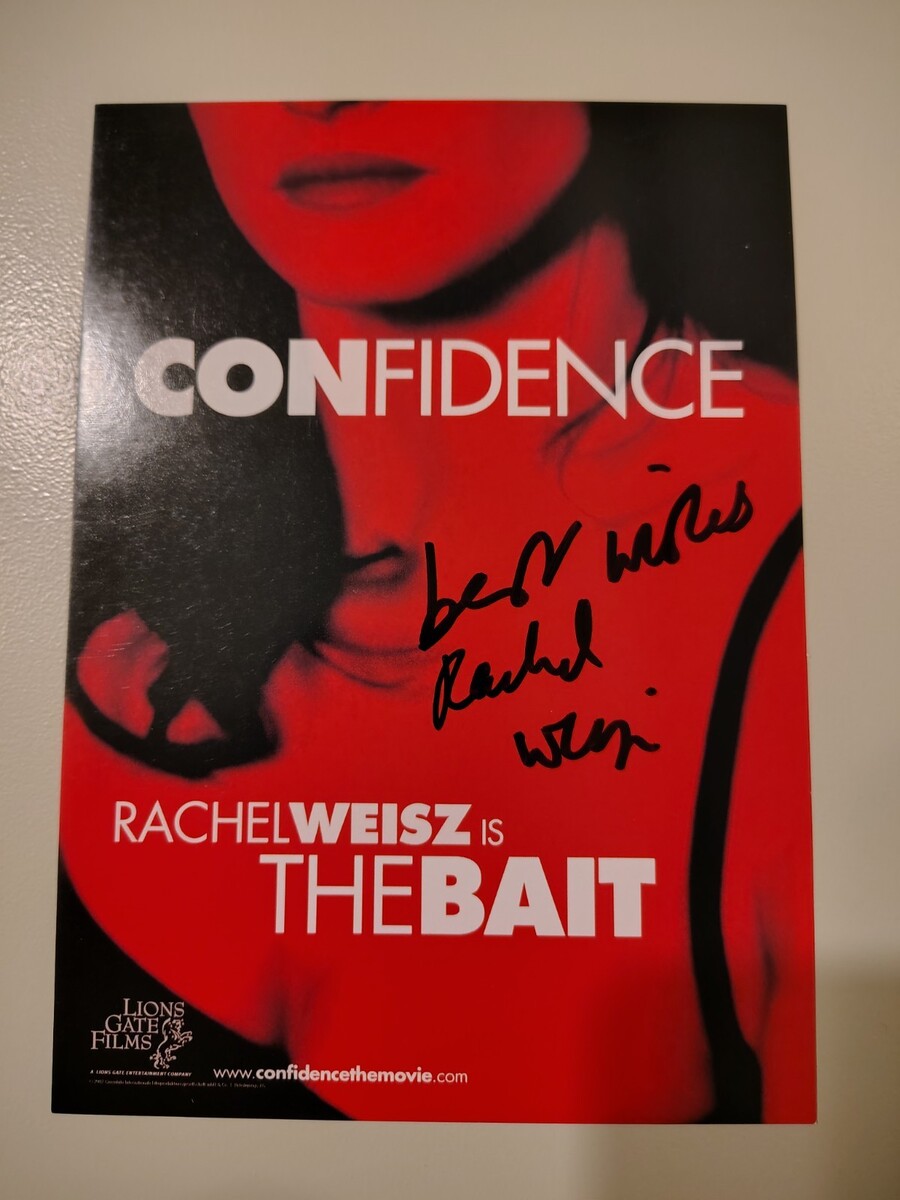 CONFIDENCE
best wishes
Rachel
Weisz
RACHELWEISZ IS
THEBAIT
LIONS
GATE
FILMS
A LIONS GATE ENTERTAINMENT COMPANY
www.confidencethemovie.com